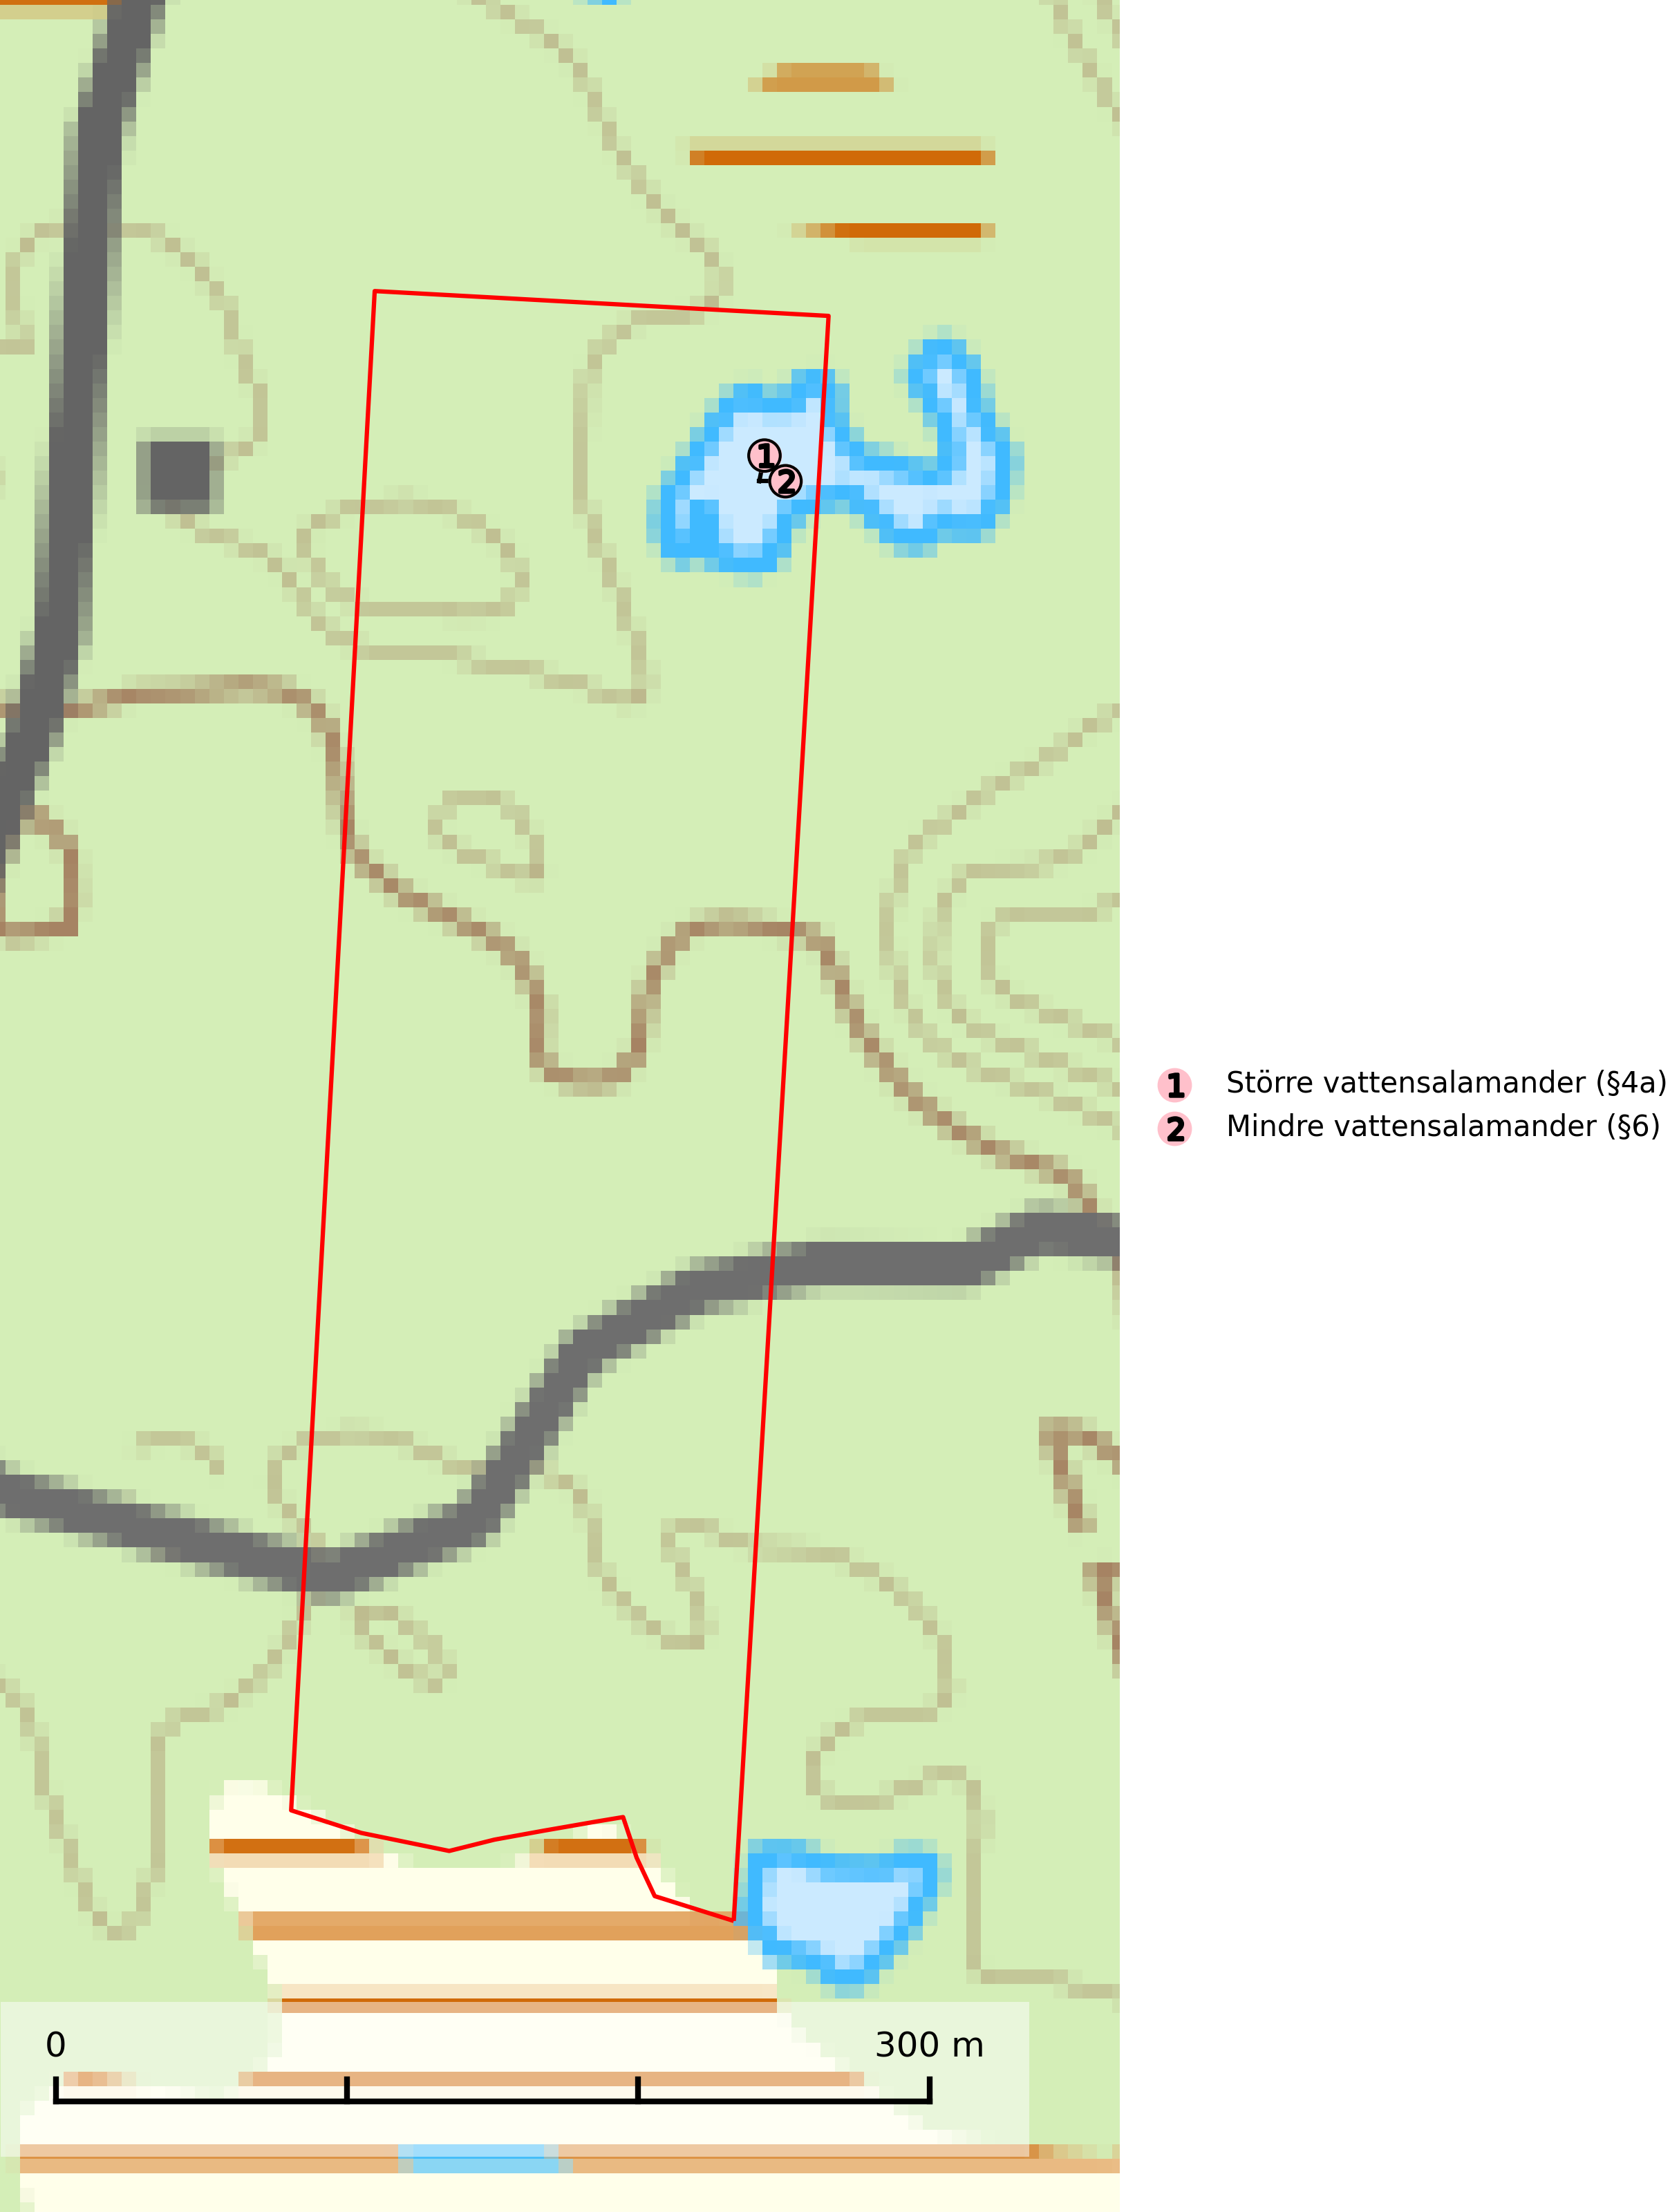 1
2
1 Större vattensalamander (§4a)
2 Mindre vattensalamander (§6)
0 300 m